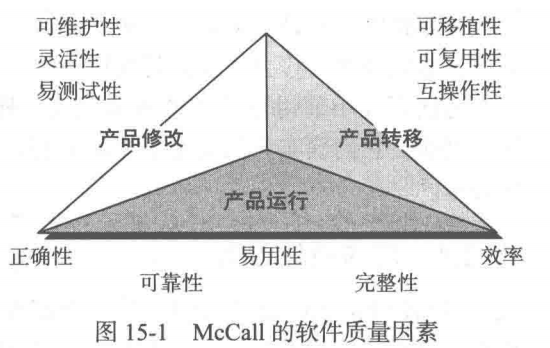 可维护性
灵活性
易测试性
可移植性
可复用性
互操作性
产品修改
产品转移
产品运行
正确性
易用性
效率
可靠性
完整性
图 15-1 McCall 的软件质量因素